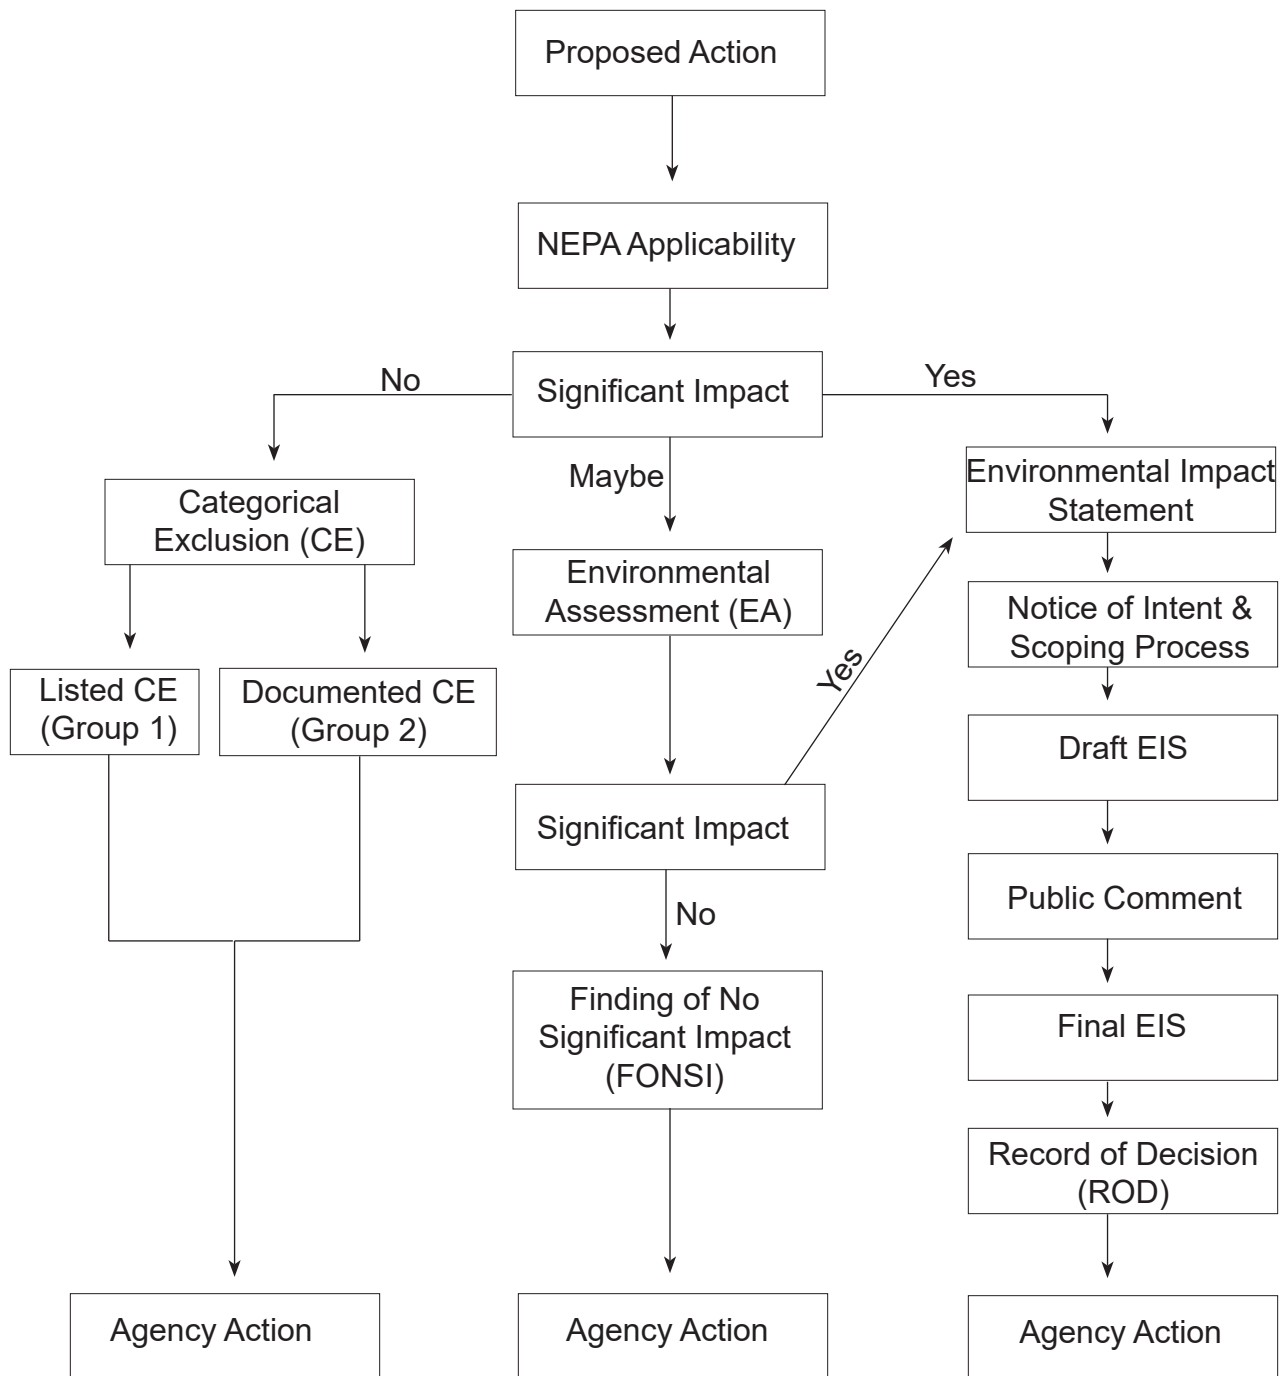 Proposed Action
NEPA Applicability
Significant Impact
No
Yes
Maybe
Categorical
Exclusion (CE)
Listed CE
(Group 1)
Documented CE
(Group 2)
Agency Action
Environmental
Assessment (EA)
Significant Impact
Yes
No
Finding of No
Significant Impact
(FONSI)
Agency Action
Environmental Impact
Statement
Notice of Intent &
Scoping Process
Draft EIS
Public Comment
Final EIS
Record of Decision
(ROD)
Agency Action